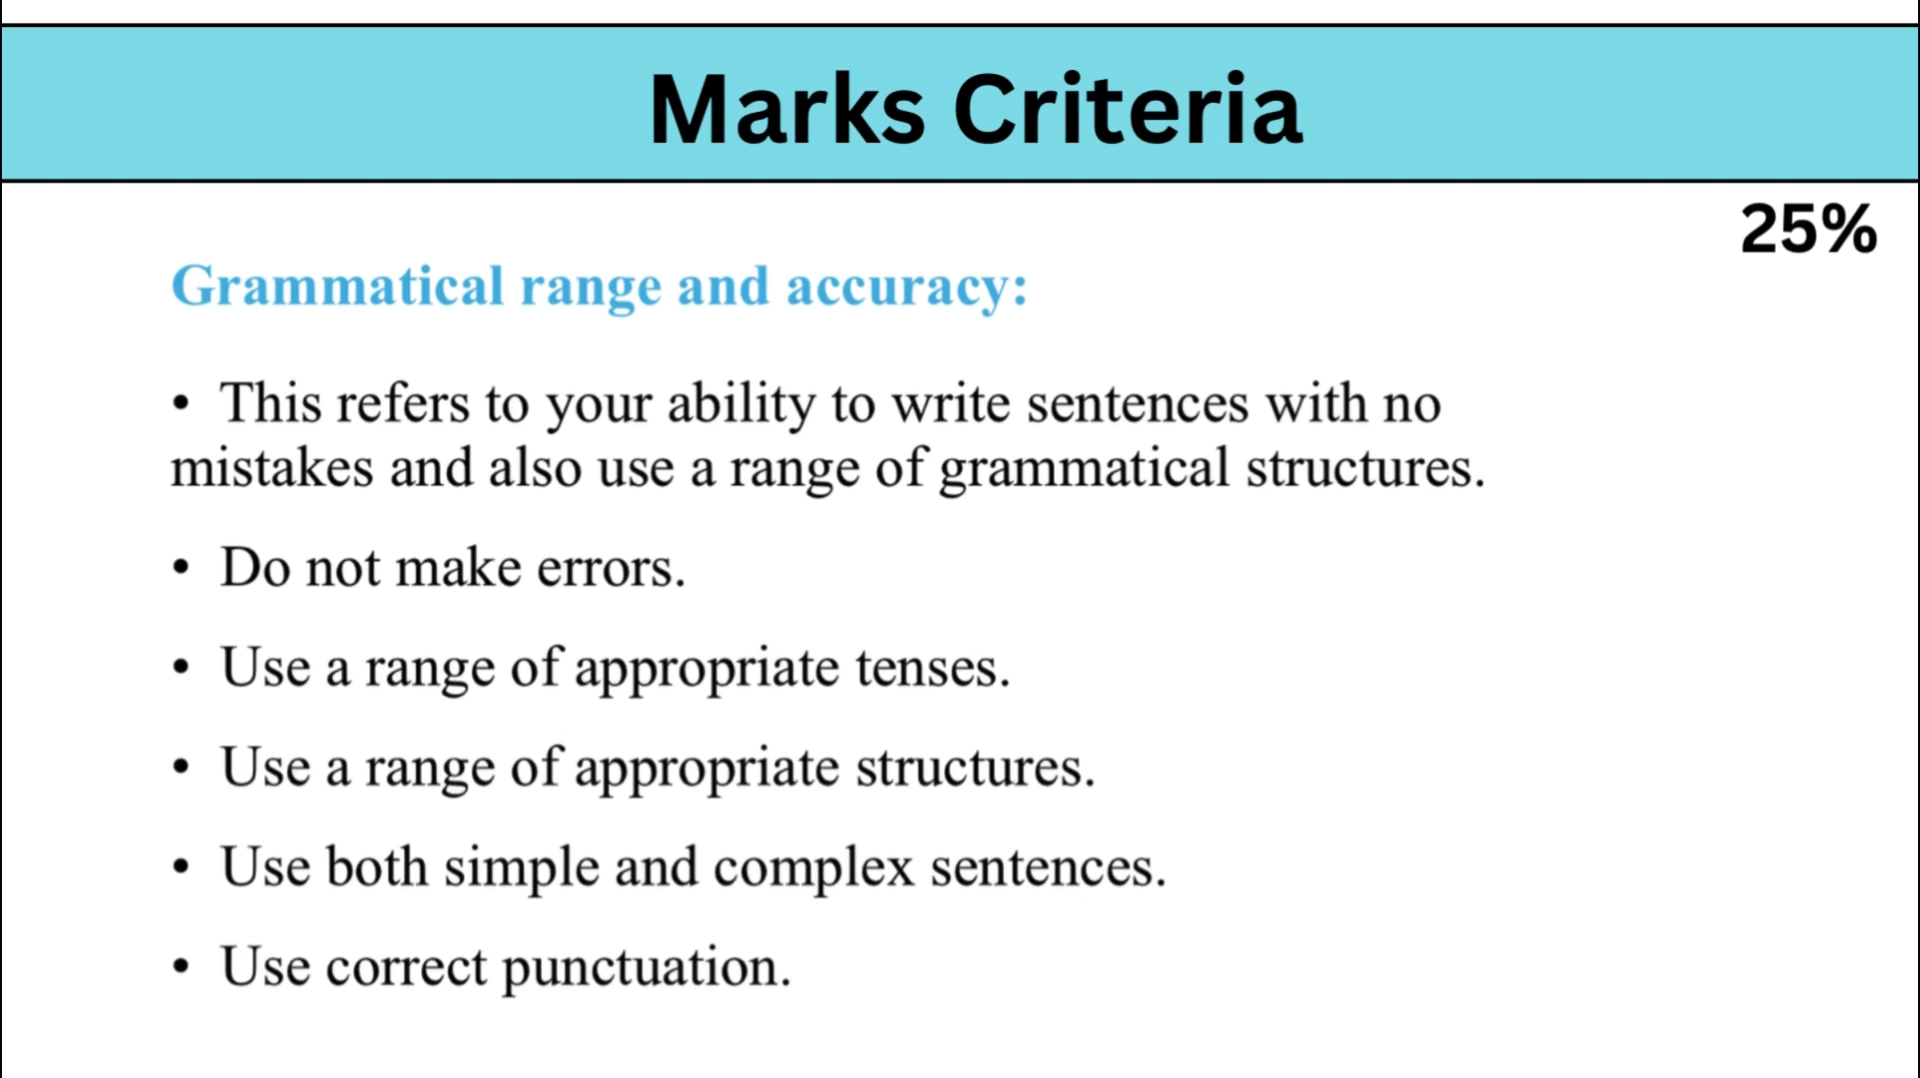 Marks Criteria
25%
Grammatical range and accuracy:
• This refers to your ability to write sentences with no
mistakes and also use a range of grammatical structures.
• Do not make errors.
• Use a range of appropriate tenses.
• Use a range of appropriate structures.
• Use both simple and complex sentences.
• Use correct punctuation.